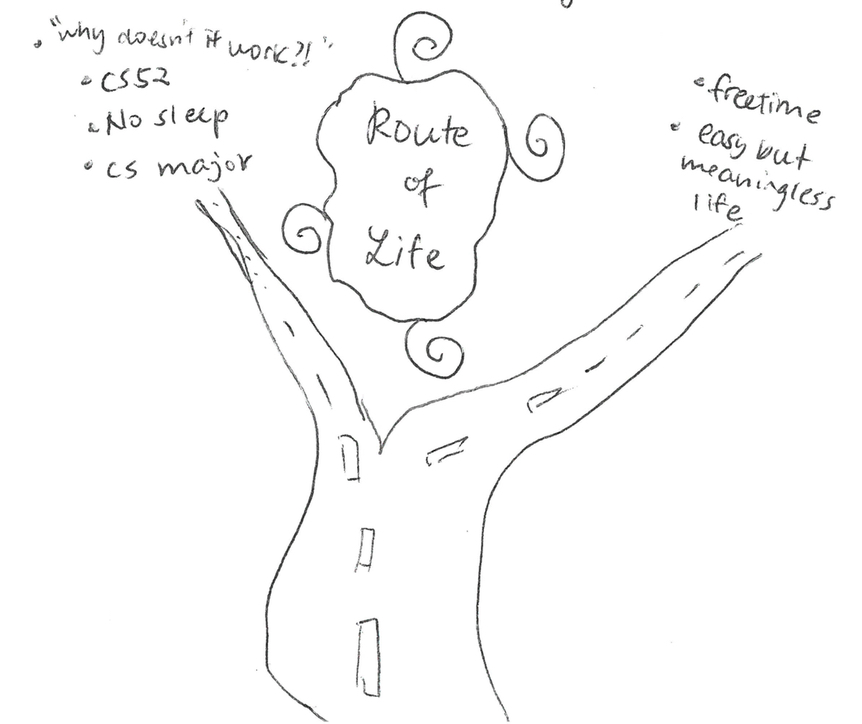 • "why doesn't it work?!"
• CS52
• No sleep
• cs major
Route
of
Life
• freetime
• easy but
meaningless
life